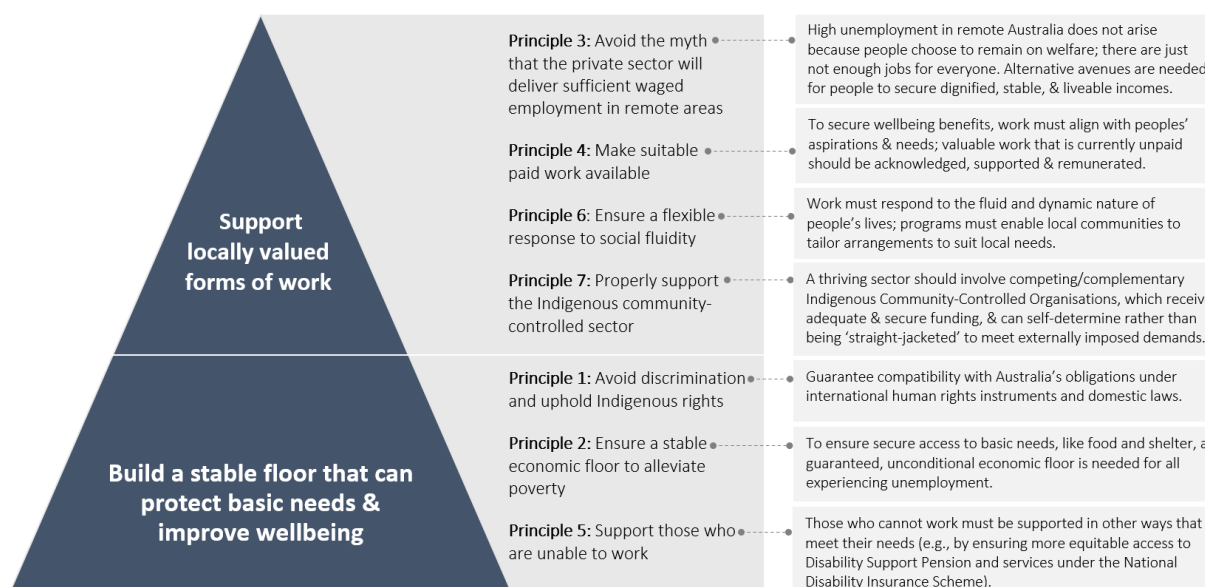 Support
locally valued
forms of work
Build a stable floor that can
protect basic needs &
improve wellbeing
Principle 3: Avoid the myth
that the private sector will
deliver sufficient waged
employment in remote areas
Principle 4: Make suitable
paid work available
Principle 6: Ensure a flexible
response to social fluidity
Principle 7: Properly support
the Indigenous community-
controlled sector
Principle 1: Avoid discrimination
and uphold Indigenous rights
Principle 2: Ensure a stable
economic floor to alleviate
poverty
Principle 5: Support those who
are unable to work
High unemployment in remote Australia does not arise
because people choose to remain on welfare; there are just
not enough jobs for everyone. Alternative avenues are needed
for people to secure dignified, stable, & liveable incomes.
To secure wellbeing benefits, work must align with peoples’
aspirations & needs; valuable work that is currently unpaid
should be acknowledged, supported & remunerated.
Work must respond to the fluid and dynamic nature of
people’s lives; programs must enable local communities to
tailor arrangements to suit local needs.
A thriving sector should involve competing/complementary
Indigenous Community-Controlled Organisations, which receiv
adequate & secure funding, & can self-determine rather than
being ‘straight-jacketed’ to meet externally imposed demands.
Guarantee compatibility with Australia’s obligations under
international human rights instruments and domestic laws.
To ensure secure access to basic needs, like food and shelter, a
guaranteed, unconditional economic floor is needed for all
experiencing unemployment.
Those who cannot work must be supported in other ways that
meet their needs (e.g., by ensuring more equitable access to
Disability Support Pension and services under the National
Disability Insurance Scheme).